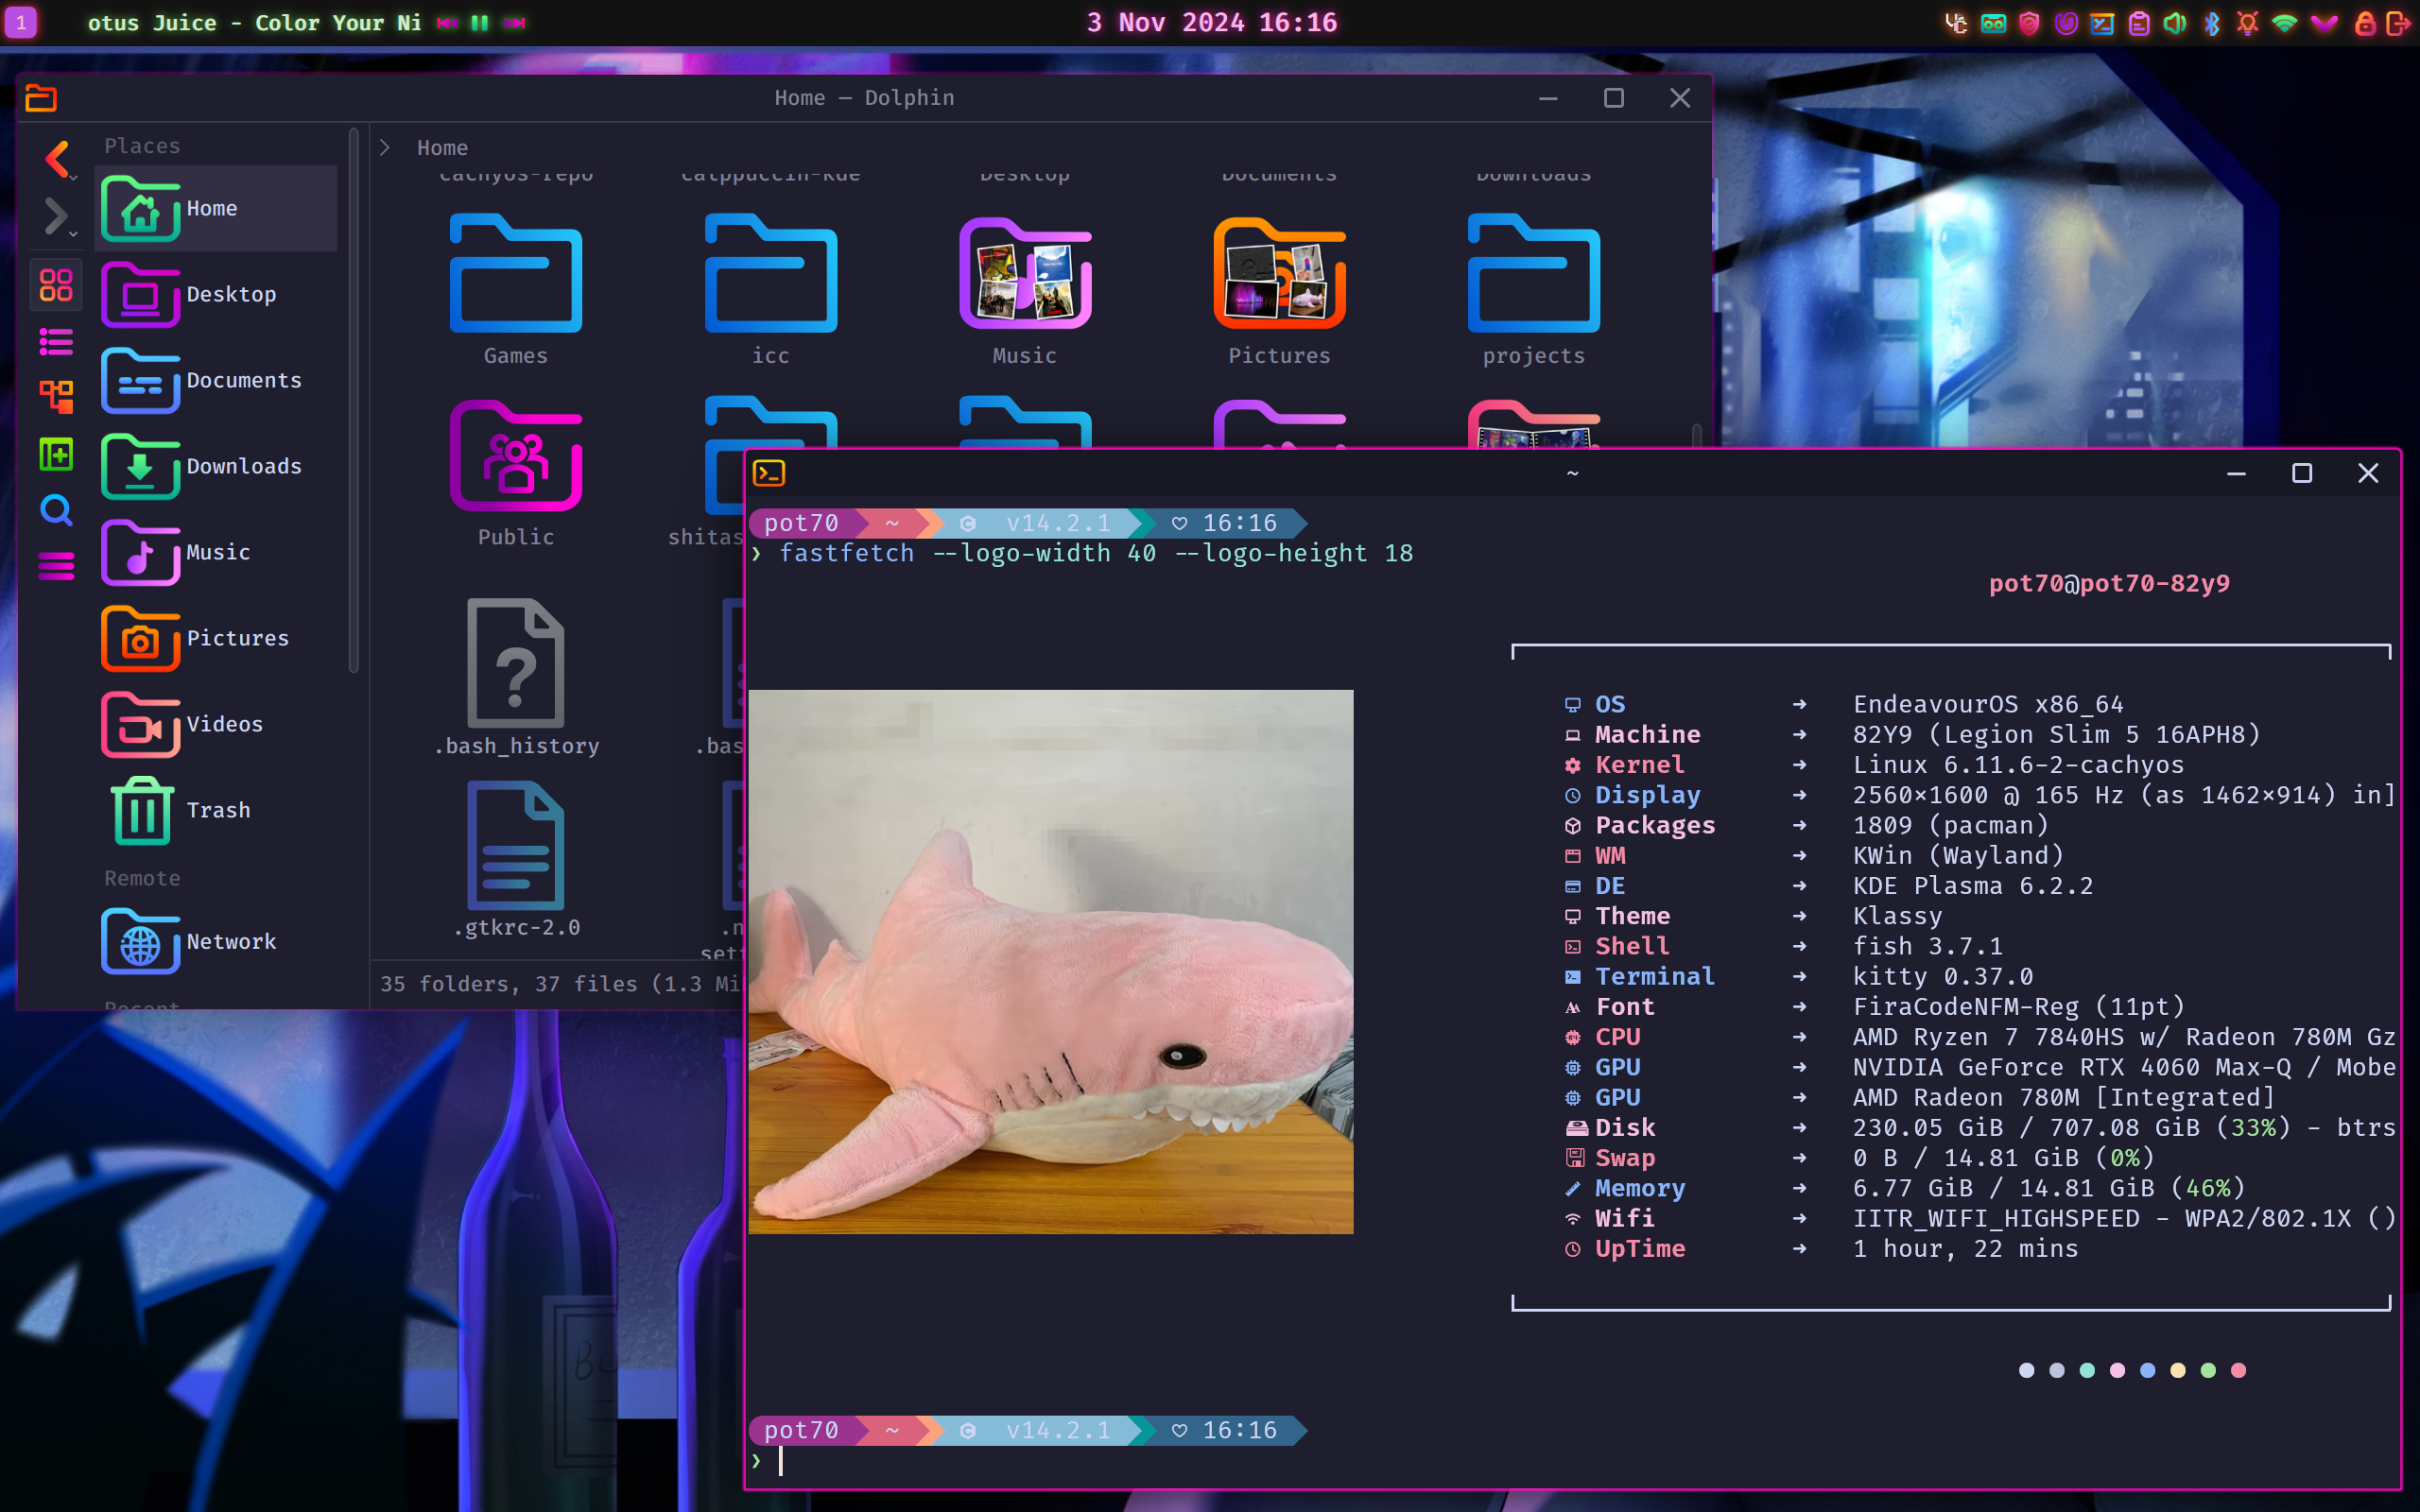 1
otus Juice - Color Your Ni
3 Nov 2024 16:16
Home — Dolphin
Places
Home
Desktop
Documents
Downloads
Music
Pictures
Videos
Trash
Remote
Network
Recent
Home
cachyos-repo
catppuccin-kde
Desktop
Documents
Downloads
Games
icc
Music
Pictures
projects
Public
shitas
.bash_history
.bas
.gtkrc-2.0
.n
sett
35 folders, 37 files (1.3 Mi
~
pot70 ~ v14.2.1 16:16
❯ fastfetch --logo-width 40 --logo-height 18
pot70@pot70-82y9
OS ➜ EndeavourOS x86_64
Machine ➜ 82Y9 (Legion Slim 5 16APH8)
Kernel ➜ Linux 6.11.6-2-cachyos
Display ➜ 2560×1600 @ 165 Hz (as 1462×914) in]
Packages ➜ 1809 (pacman)
WM ➜ KWin (Wayland)
DE ➜ KDE Plasma 6.2.2
Theme ➜ Klassy
Shell ➜ fish 3.7.1
Terminal ➜ kitty 0.37.0
Font ➜ FiraCodeNFM-Reg (11pt)
CPU ➜ AMD Ryzen 7 7840HS w/ Radeon 780M Gz
GPU ➜ NVIDIA GeForce RTX 4060 Max-Q / Mobe
GPU ➜ AMD Radeon 780M [Integrated]
Disk ➜ 230.05 GiB / 707.08 GiB (33%) - btrs
Swap ➜ 0 B / 14.81 GiB (0%)
Memory ➜ 6.77 GiB / 14.81 GiB (46%)
Wifi ➜ IITR_WIFI_HIGHSPEED - WPA2/802.1X ()
UpTime ➜ 1 hour, 22 mins
pot70 ~ v14.2.1 16:16
❯